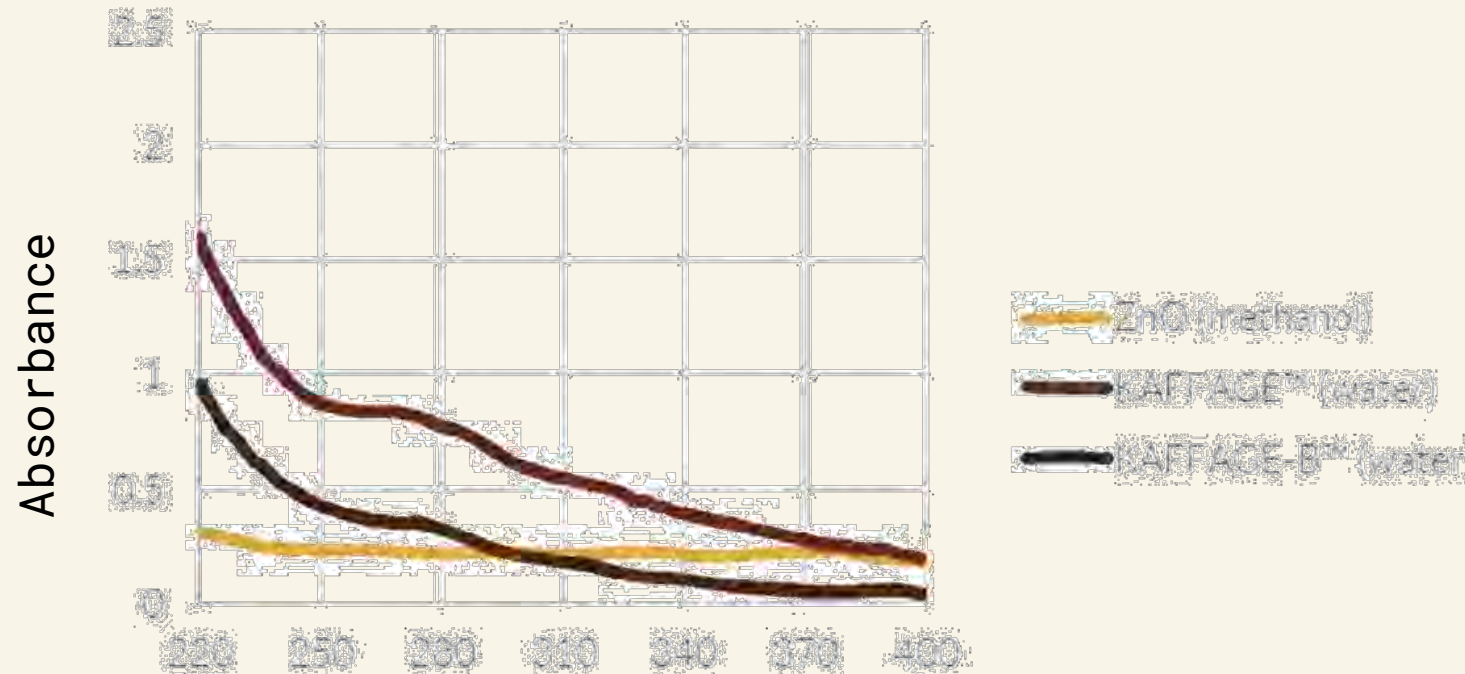 2.5
2
1.5
1
0.5
0
Absorbance
220 250 280 310 340 370 400
ZnO (methanol)
KAFFAGE™ (water)
KAFFAGE-B™ (water